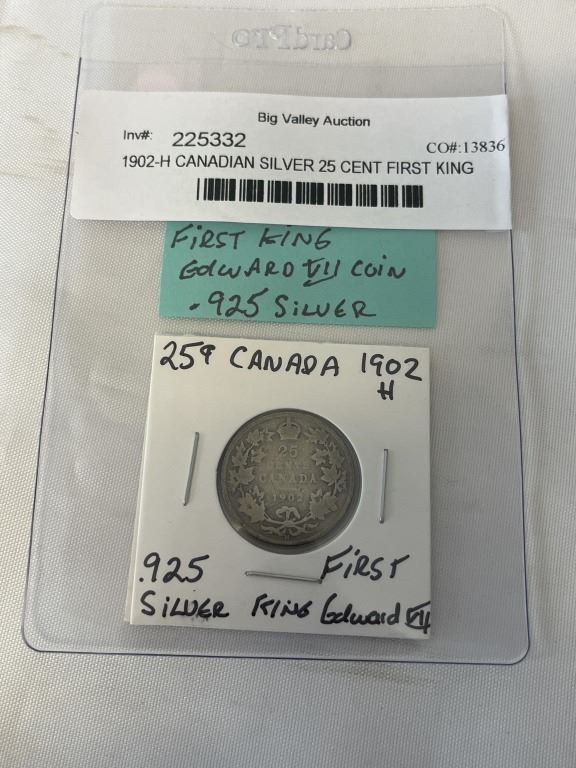 CardPro
Big Valley Auction
Inv#: 225332 CO#:13836
1902-H CANADIAN SILVER 25 CENT FIRST KING
FIRST KING
EDWARD VII COIN
.925 SILVER
25¢ CANADA 1902
H
25
CENTS
CANADA
1902
H
.925 FIRST
SILVER KING Edward VII